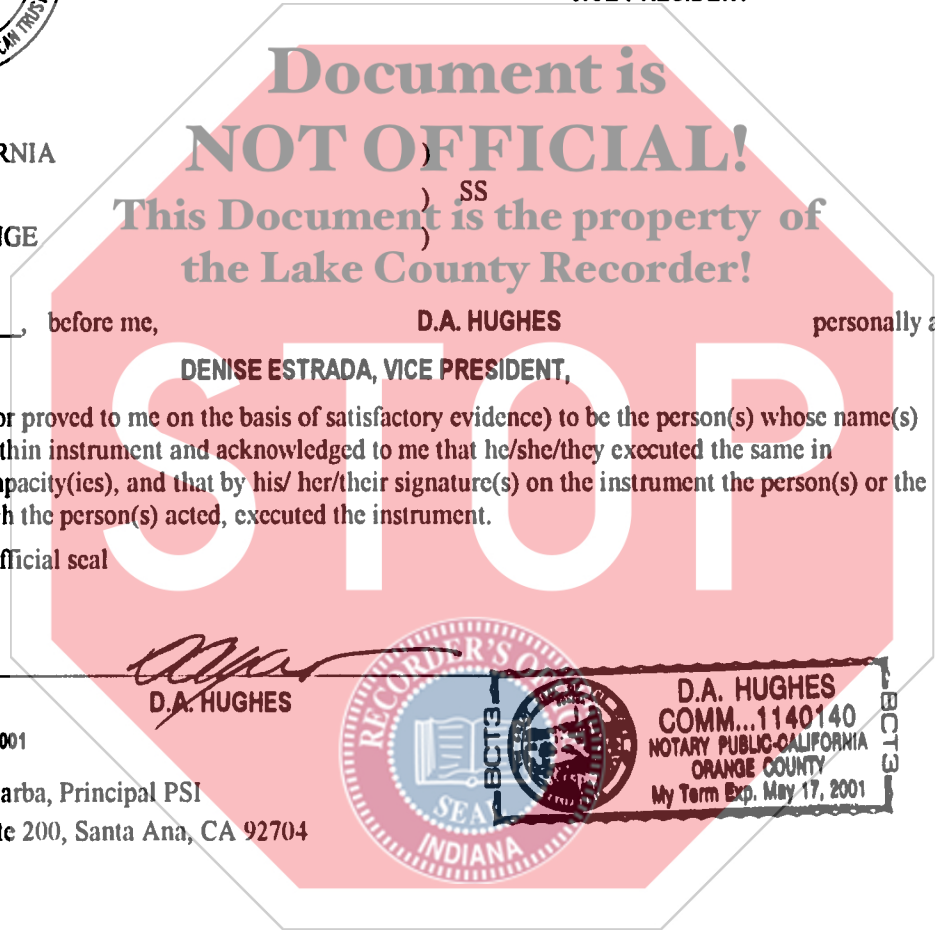 CAN TRUS
Document is
NOT OFFICIAL!
RNIA )
) SS
This Document is the property of
NGE )
the Lake County Recorder!
, before me, D.A. HUGHES personally a
DENISE ESTRADA, VICE PRESIDENT,
or proved to me on the basis of satisfactory evidence) to be the person(s) whose name(s)
thin instrument and acknowledged to me that he/she/they executed the same in
apacity(ies), and that by his/ her/their signature(s) on the instrument the person(s) or the
h the person(s) acted, executed the instrument.
fficial seal
STOP
D.A. HUGHES
RECORDER'S OFFICE
SEAL
INDIANA
BCT3
D.A. HUGHES
COMM...1140140
NOTARY PUBLIC-CALIFORNIA
ORANGE COUNTY
My Term Exp. May 17, 2001
BCT3
001
arba, Principal PSI
te 200, Santa Ana, CA 92704